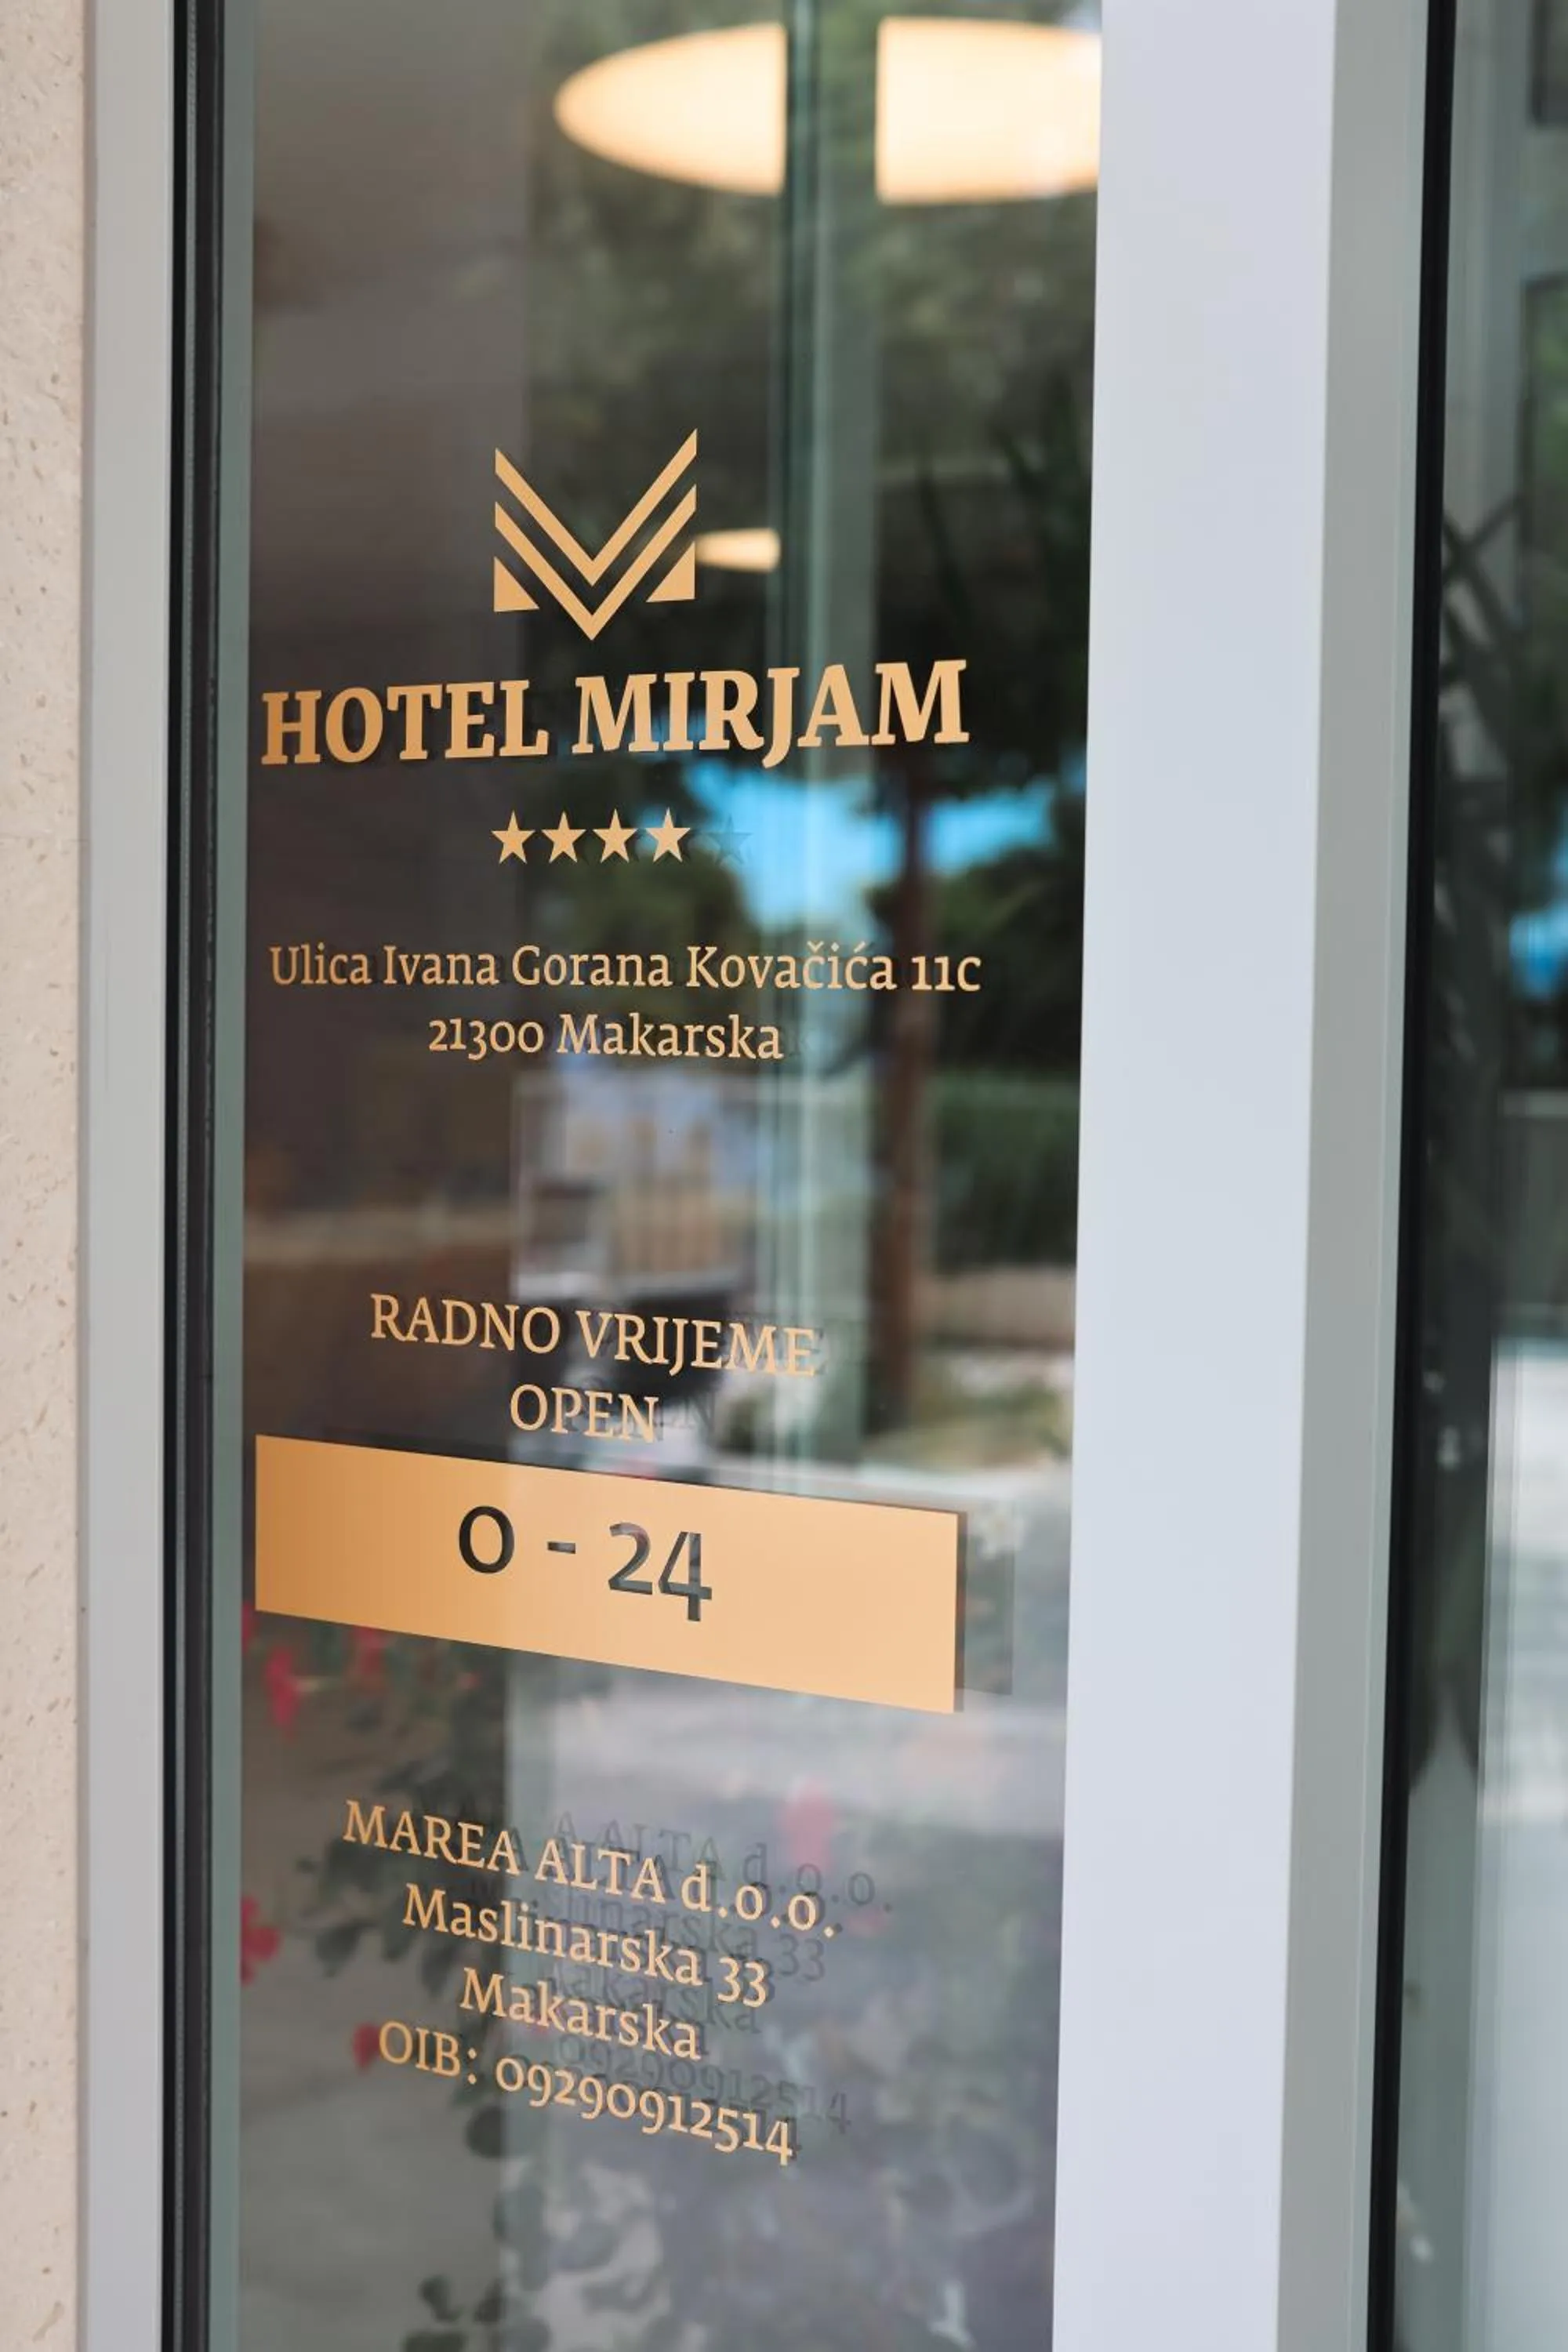 HOTEL MIRJAM
★★★★
Ulica Ivana Gorana Kovačića 11c
21300 Makarska
RADNO VRIJEME
OPEN
0 - 24
MAREA ALTA d.o.o.
Maslinarska 33
Makarska
OIB: 09290912514